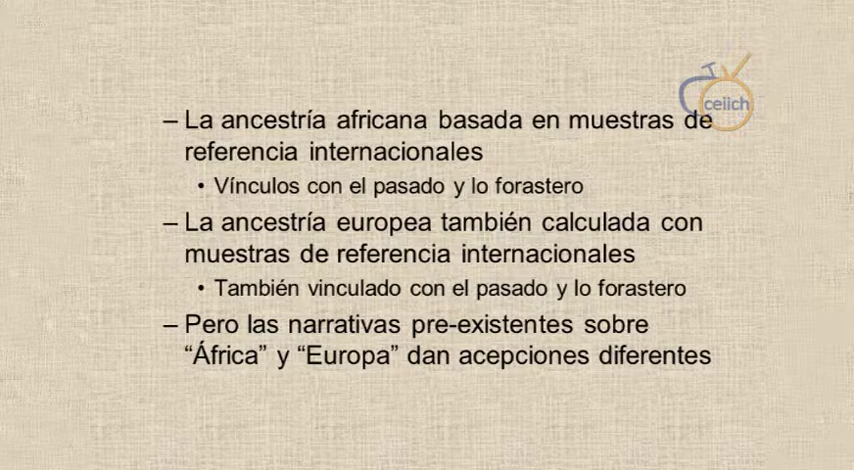 ceiich
– La ancestría africana basada en muestras de
referencia internacionales
• Vínculos con el pasado y lo forastero
– La ancestría europea también calculada con
muestras de referencia internacionales
• También vinculado con el pasado y lo forastero
– Pero las narrativas pre-existentes sobre
“África” y “Europa” dan acepciones diferentes